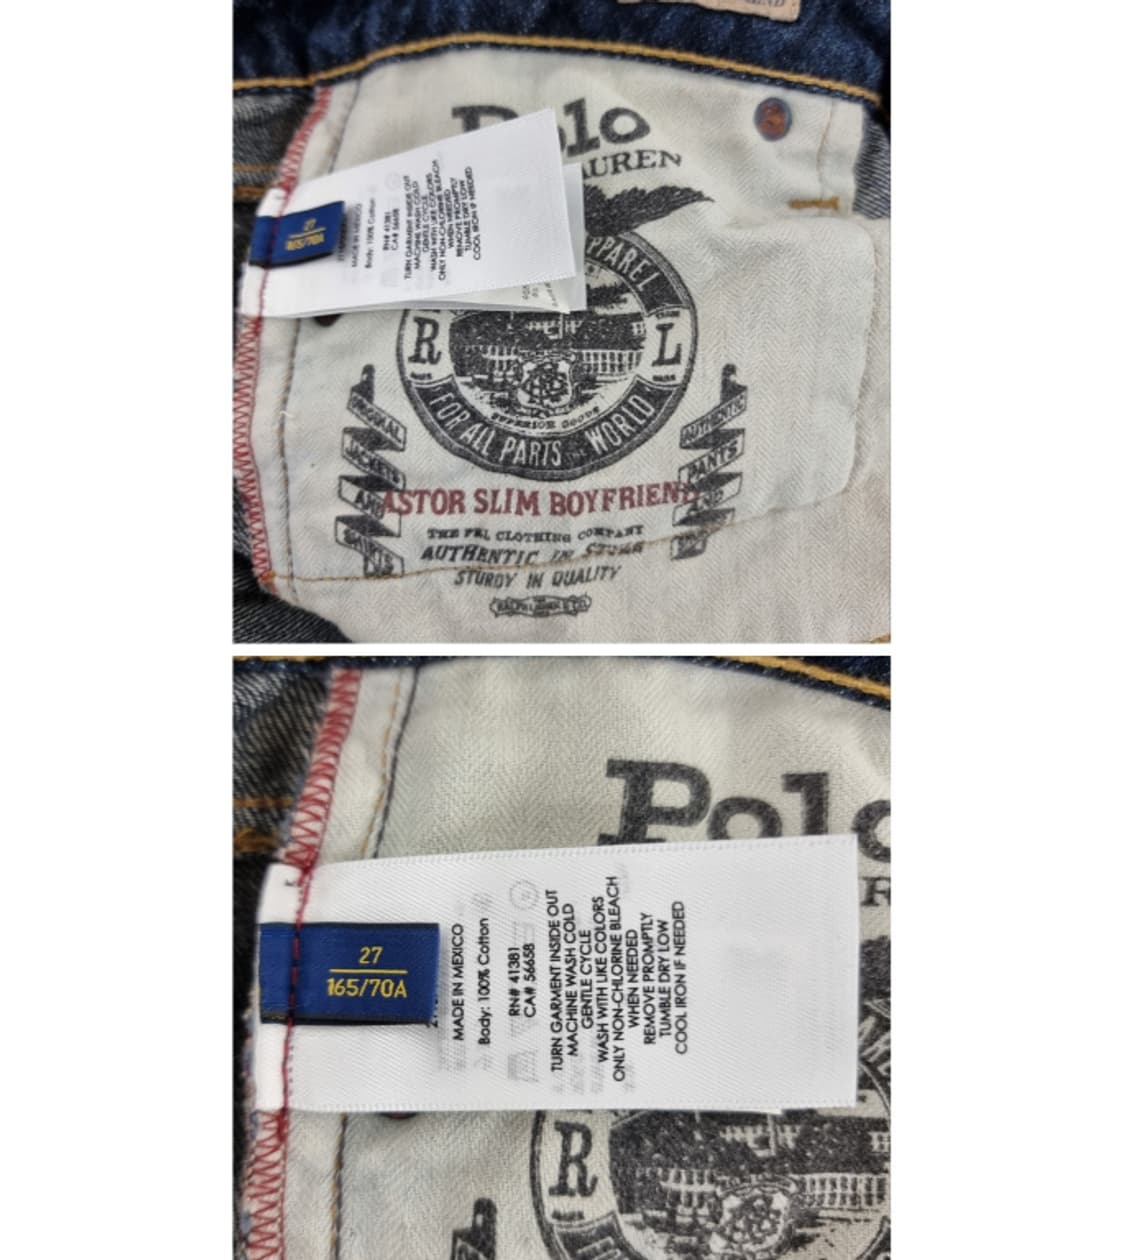 Polo
AUREN
27
165/70A
MADE IN MEXICO
Body: 100% Cotton
RN# 41381
CA# 56658
TURN GARMENT INSIDE OUT
MACHINE WASH COLD
GENTLE CYCLE
WASH WITH LIKE COLORS
ONLY NON-CHLORINE BLEACH
WHEN NEEDED
REMOVE PROMPTLY
TUMBLE DRY LOW
COOL IRON IF NEEDED
APPAREL
R
L
SUPERIOR GOODS
FOR ALL PARTS WORLD
ORIGINAL
JACKETS
AND
SHIRTS
AUTHENTIC
PANTS
AND
ASTOR SLIM BOYFRIEND
THE PRL CLOTHING COMPANY
AUTHENTIC IN STYLE
STURDY IN QUALITY
RALPH LAUREN & CO.
Polo
R
27
165/70A
MADE IN MEXICO
Body: 100% Cotton
RN# 41381
CA# 56658
TURN GARMENT INSIDE OUT
MACHINE WASH COLD
GENTLE CYCLE
WASH WITH LIKE COLORS
ONLY NON-CHLORINE BLEACH
WHEN NEEDED
REMOVE PROMPTLY
TUMBLE DRY LOW
COOL IRON IF NEEDED
R